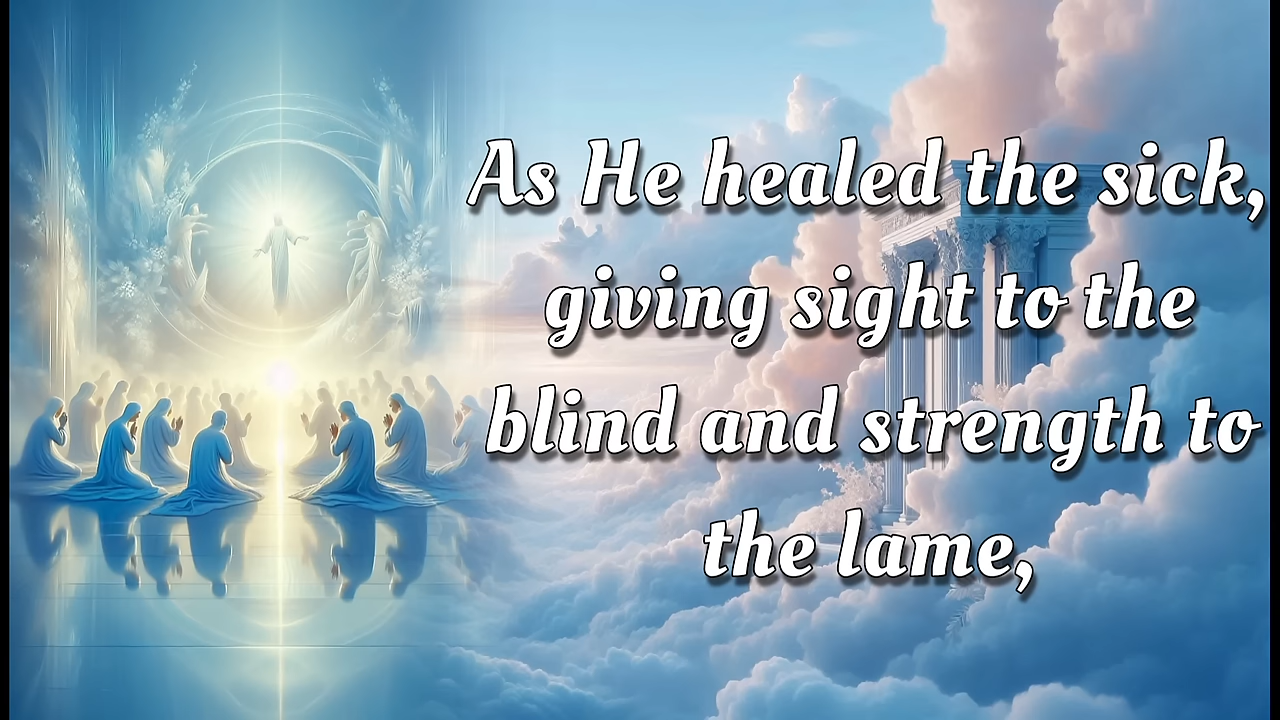 As He healed the sick,
giving sight to the
blind and strength to
the lame,